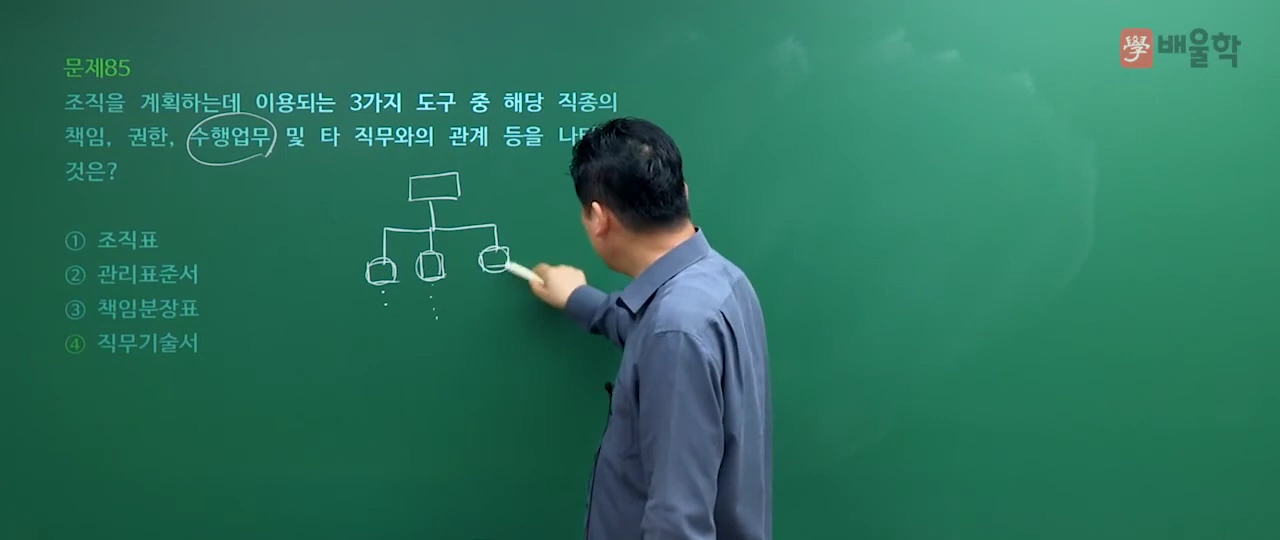 學 배울학
문제85
조직을 계획하는데 이용되는 3가지 도구 중 해당 직종의
책임, 권한, 수행업무 및 타 직무와의 관계 등을
것은?
① 조직표
② 관리표준서
③ 책임분장표
④ 직무기술서